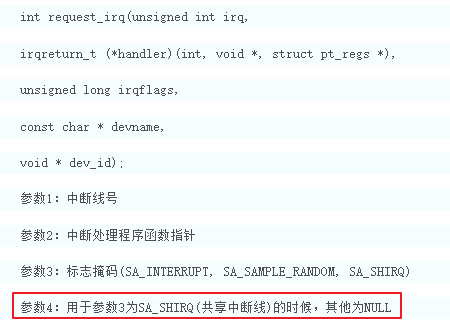 int request_irq(unsigned int irq,
irqreturn_t (*handler)(int, void *, struct pt_regs *),
unsigned long irqflags,
const char * devname,
void * dev_id);
参数1: 中断线号
参数2: 中断处理程序函数指针
参数3: 标志掩码(SA_INTERRUPT, SA_SAMPLE_RANDOM, SA_SHIRQ)
参数4: 用于参数3为SA_SHIRQ(共享中断线)的时候, 其他为NULL